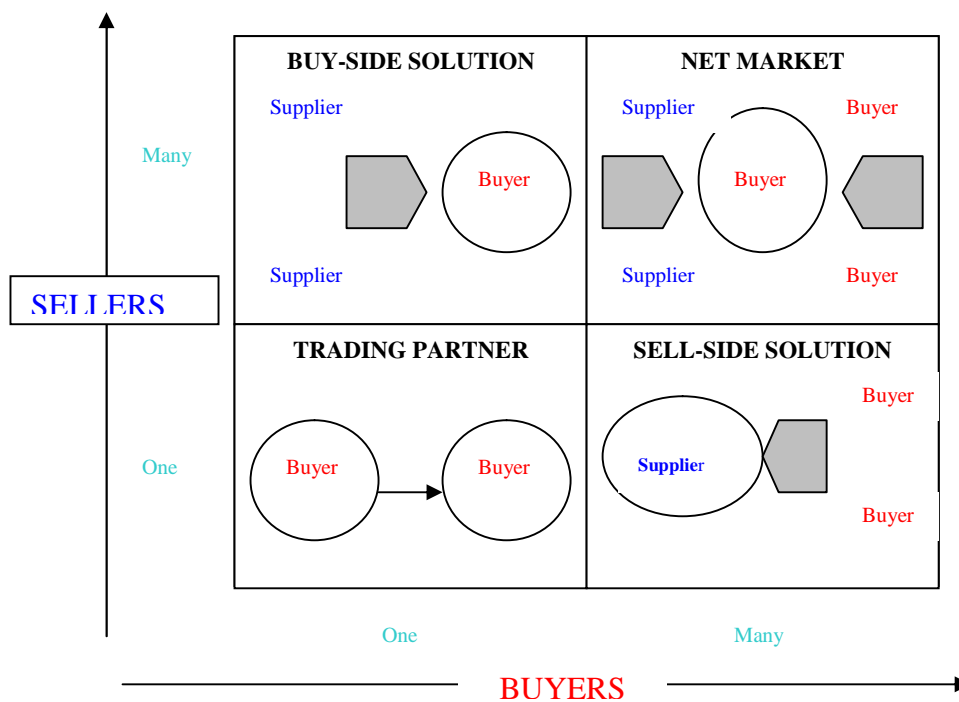 BUY-SIDE SOLUTION
Supplier
Buyer
Supplier
NET MARKET
Supplier
Buyer
Buyer
Supplier
Buyer
Many
SELLERS
TRADING PARTNER
Buyer
Buyer
SELL-SIDE SOLUTION
Buyer
Supplier
Buyer
One
One
Many
BUYERS